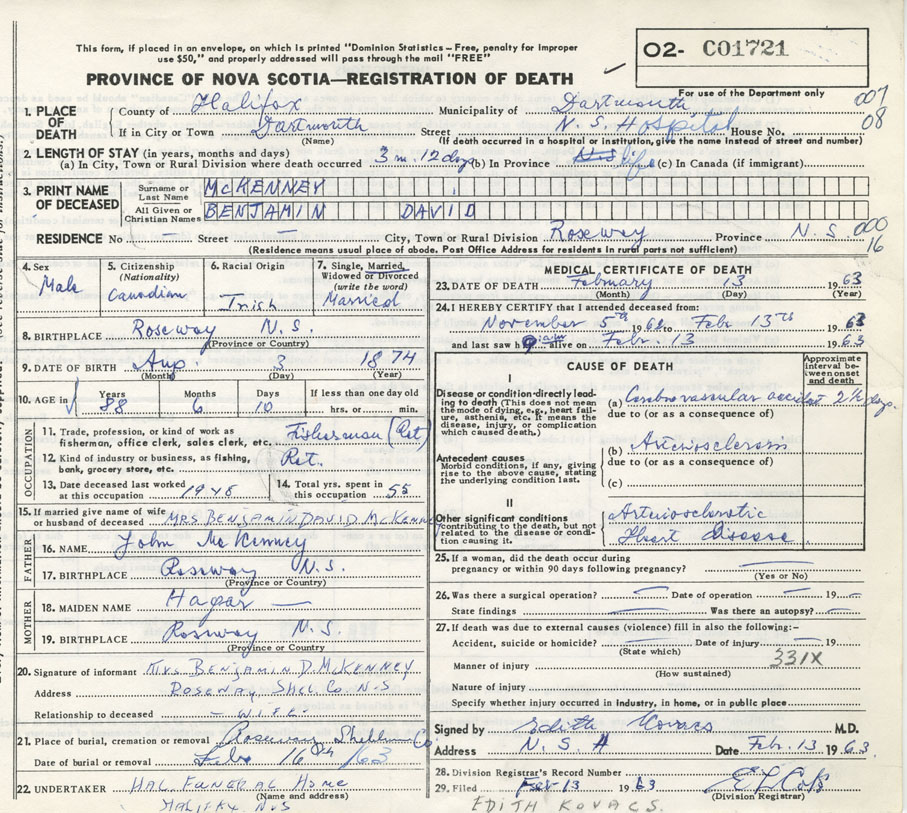 This form, if placed in an envelope, on which is printed "Dominion Statistics – Free, penalty for improper
use $50," and properly addressed will pass through the mail "FREE"
O2- C01721
PROVINCE OF NOVA SCOTIA—REGISTRATION OF DEATH
For use of the Department only
1. PLACE OF DEATH
County of Halifax Municipality of Dartmouth 007
If in City or Town Dartmouth Street N. S. Hospital House No. 08
(Name) (If death occurred in a hospital or institution, give name instead of street and number)
2. LENGTH OF STAY (in years, months and days)
(a) In City, Town or Rural Division where death occurred 3 m. 12 days (b) In Province life (c) In Canada (if immigrant)
3. PRINT NAME OF DECEASED
Surname or Last Name McKENNEY
All Given or Christian Names BENJAMIN DAVID
RESIDENCE No — Street — City, Town or Rural Division Roseway Province N. S 000
16
(Residence means usual place of abode. Post Office Address for residents in rural parts not sufficient)
4. Sex Male
5. Citizenship (Nationality) Canadian
6. Racial Origin Irish
7. Single, Married, Widowed or Divorced (write the word) Married
8. BIRTHPLACE Roseway N. S.
(Province or Country)
9. DATE OF BIRTH Aug. 3 1874
(Month) (Day) (Year)
10. AGE in Years 88 Months 6 Days 10 If less than one day old
hrs. or min.
OCCUPATION
11. Trade, profession or kind of work as
fisherman, office clerk, sales clerk, etc. Fisherman (Ret)
12. Kind of industry or business, as fishing,
bank, grocery store, etc. Ret.
13. Date deceased last worked
at this occupation 1948
14. Total yrs. spent in
this occupation 55
15. If married give name of wife
or husband of deceased MRS BENJAMIN DAVID McKENN
FATHER
16. NAME John McKenney
17. BIRTHPLACE Roseway N. S.
(Province or Country)
MOTHER
18. MAIDEN NAME Hagar —
19. BIRTHPLACE Roseway N. S.
(Province or Country)
20. Signature of informant Mrs BENJAMIN D McKENNEY
Address ROSEWAY SHEL. Co. N-S
Relationship to deceased — WIFE
21. Place of burial, cremation or removal Roseway Shelburne Co
Date of burial or removal Feb 16th /63
22. UNDERTAKER HAL. FUNERAL HOME
(Name and address)
HALIFAX N-S
MEDICAL CERTIFICATE OF DEATH
23. DATE OF DEATH February 13 1963
(Month) (Day) (Year)
24. I HEREBY CERTIFY that I attended deceased from:
November 5th 1962 to Feb 13th 1963
and last saw him alive on Feb. 13 1963
CAUSE OF DEATH
Approximate interval between onset and death
I
Disease or condition directly leading to death (This does not mean the mode of dying, e.g., heart failure, asthenia, etc. It means the disease, injury, or complication which caused death.)
(a) Cerebrovascular accident 2½ days.
due to (or as a consequence of)
Antecedent causes
Morbid conditions, if any, giving rise to the above cause, stating the underlying condition last.
(b) Arteriosclerosis
due to (or as a consequence of)
(c)
II
Other significant conditions
contributing to the death, but not related to the disease or condition causing it.
Arteriosclerotic
Heart disease
25. If a woman, did the death occur during
pregnancy or within 90 days following pregnancy? —
(Yes or No)
26. Was there a surgical operation? — Date of operation — 19 —
State findings — Was there an autopsy? —
27. If death was due to external causes (violence) fill in also the following:–
Accident, suicide or homicide? — Date of injury — 19
(State which)
331X
Manner of injury
(How sustained)
Nature of injury
Specify whether injury occurred in industry, in home, or in public place
Signed by Edith Kovacs M.D.
Address N. S. H Date Feb. 13 1963
28. Division Registrar's Record Number
29. Filed Feb 13 1963
(Division Registrar)
EDITH KOVACS.